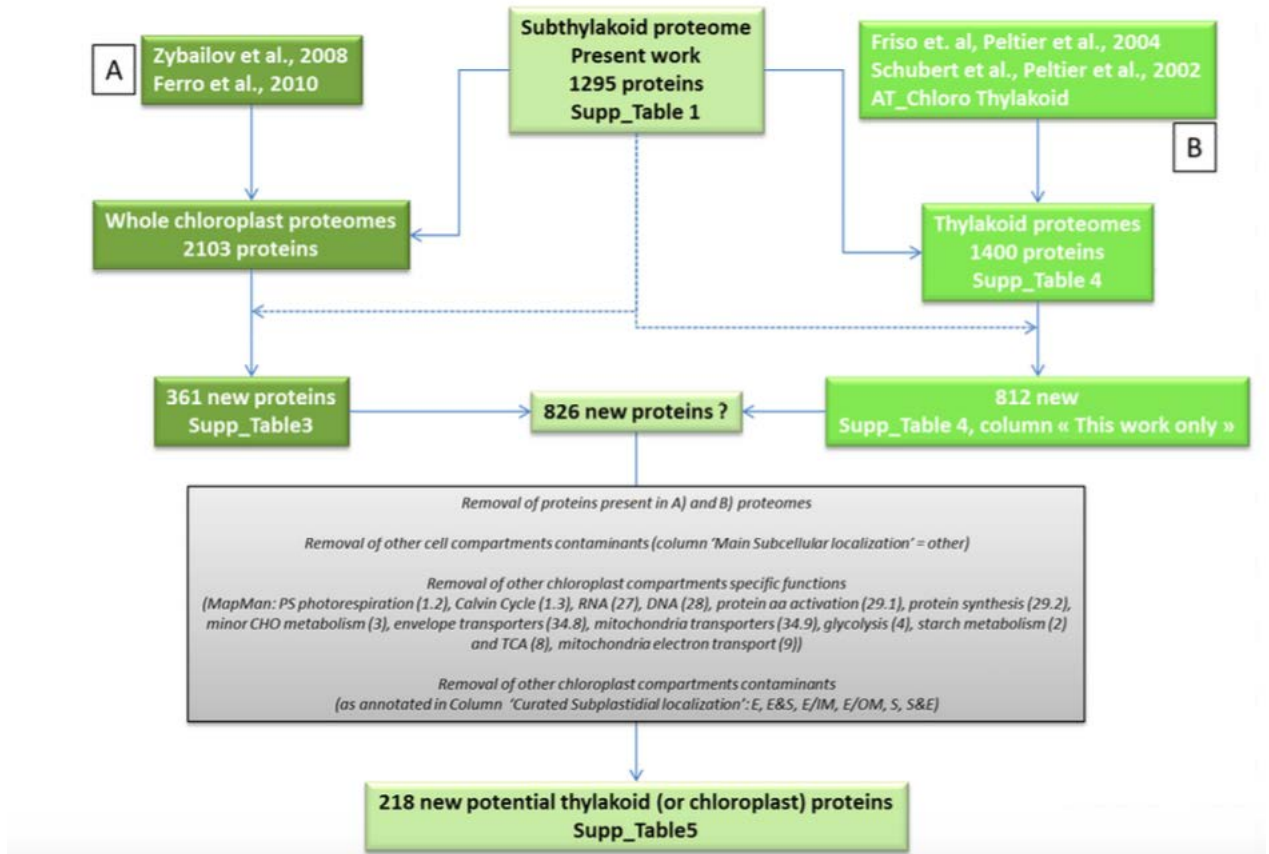 A
Zybailov et al., 2008
Ferro et al., 2010
Subthylakoid proteome
Present work
1295 proteins
Supp_Table 1
Friso et. al, Peltier et al., 2004
Schubert et al., Peltier et al., 2002
AT_Chloro Thylakoid
B
Whole chloroplast proteomes
2103 proteins
Thylakoid proteomes
1400 proteins
Supp_Table 4
361 new proteins
Supp_Table3
826 new proteins ?
812 new
Supp_Table 4, column « This work only »
Removal of proteins present in A) and B) proteomes
Removal of other cell compartments contaminants (column 'Main Subcellular localization' = other)
Removal of other chloroplast compartments specific functions
(MapMan: PS photorespiration (1.2), Calvin Cycle (1.3), RNA (27), DNA (28), protein aa activation (29.1), protein synthesis (29.2),
minor CHO metabolism (3), envelope transporters (34.8), mitochondria transporters (34.9), glycolysis (4), starch metabolism (2)
and TCA (8), mitochondria electron transport (9))
Removal of other chloroplast compartments contaminants
(as annotated in Column 'Curated Subplastidial localization': E, E&S, E/IM, E/OM, S, S&E)
218 new potential thylakoid (or chloroplast) proteins
Supp_Table5